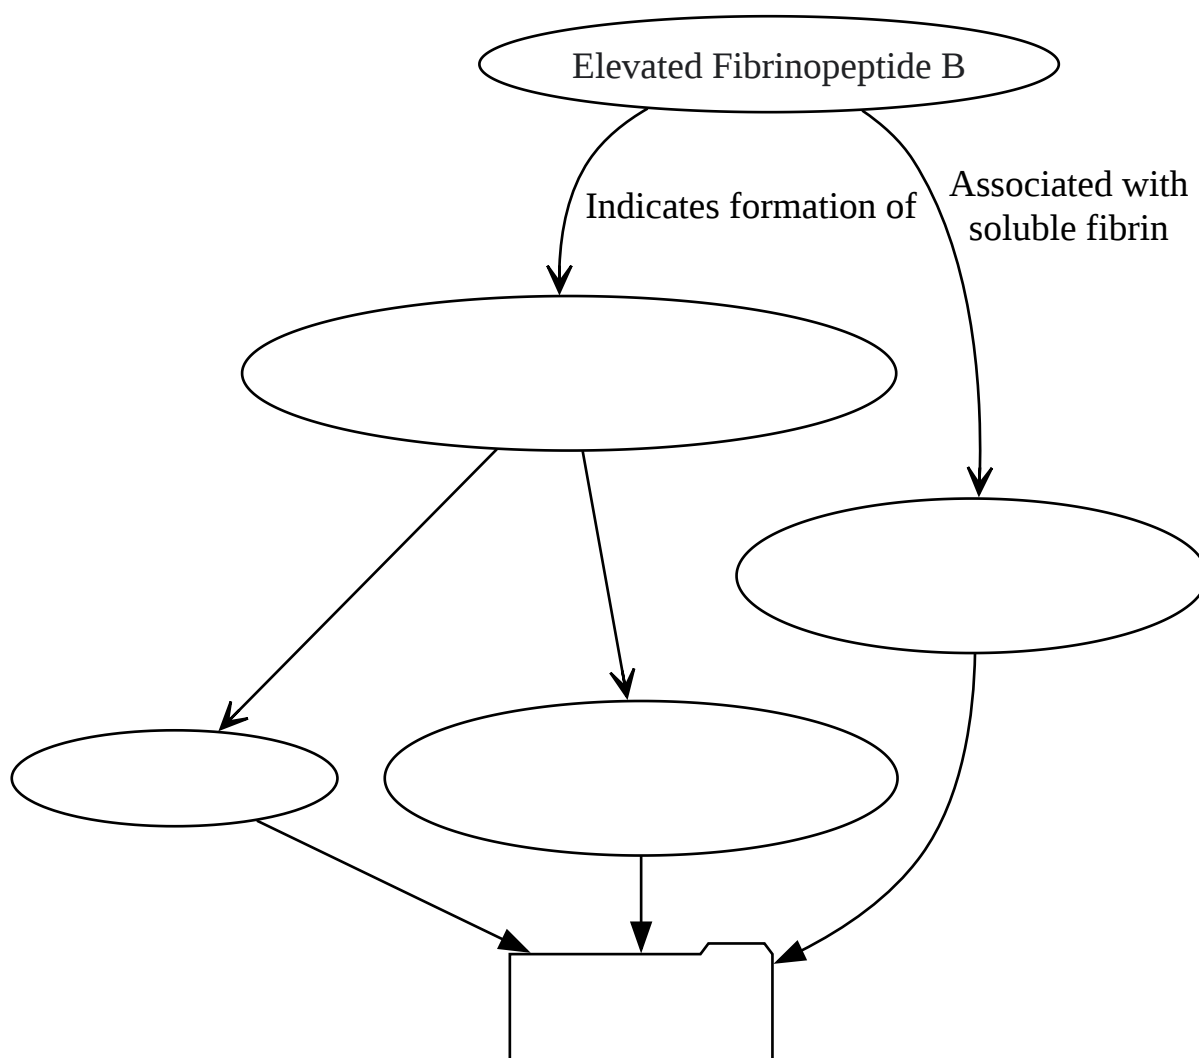 Elevated Fibrinopeptide B
Indicates formation of
Associated with
soluble fibrin